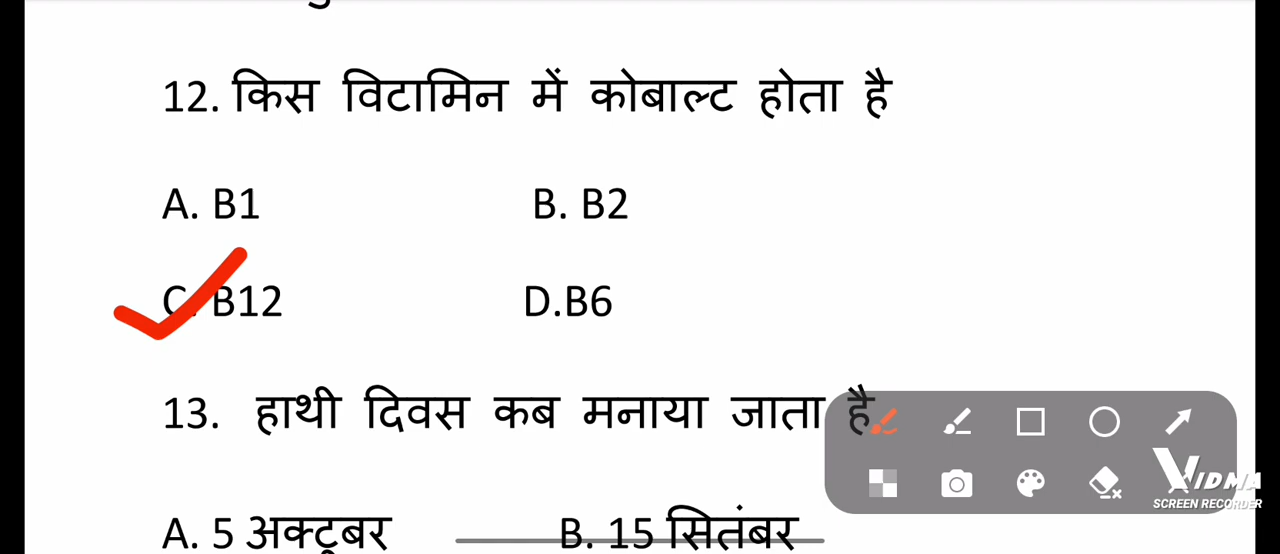 12. किस विटामिन में कोबाल्ट होता है
A. B1 B. B2
C. B12 D.B6
13. हाथी दिवस कब मनाया जाता है
A. 5 अक्टूबर B. 15 सितंबर
VIDMA
SCREEN RECORDER